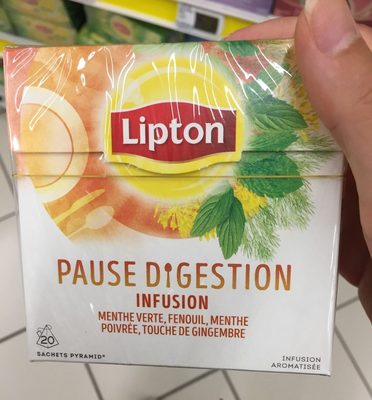 Lipton
PAUSE DIGESTION
INFUSION
MENTHE VERTE, FENOUIL, MENTHE
POIVRÉE, TOUCHE DE GINGEMBRE
20
SACHETS PYRAMID®
INFUSION
AROMATISÉE